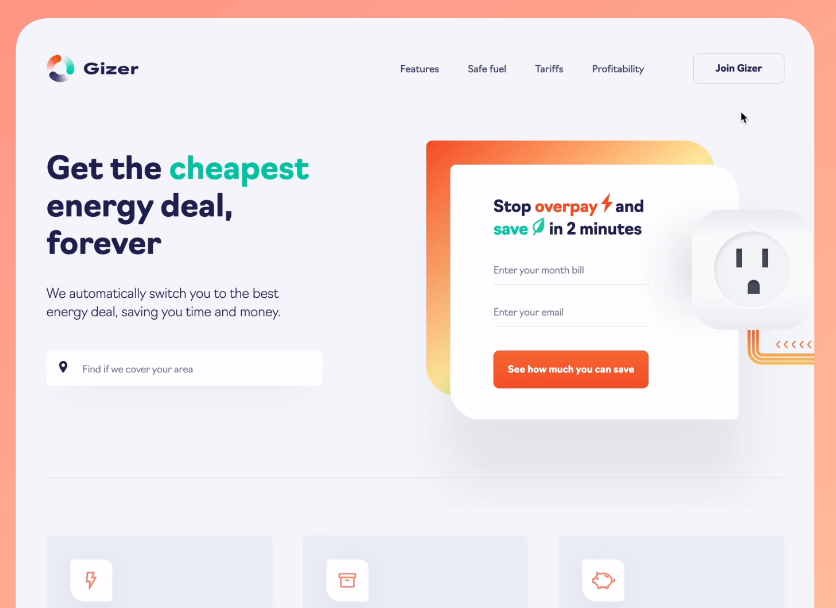 Gizer
Features
Safe fuel
Tariffs
Profitability
Join Gizer
Get the cheapest
energy deal,
forever
We automatically switch you to the best
energy deal, saving you time and money.
Find if we cover your area
Stop overpay and
save in 2 minutes
Enter your month bill
Enter your email
See how much you can save